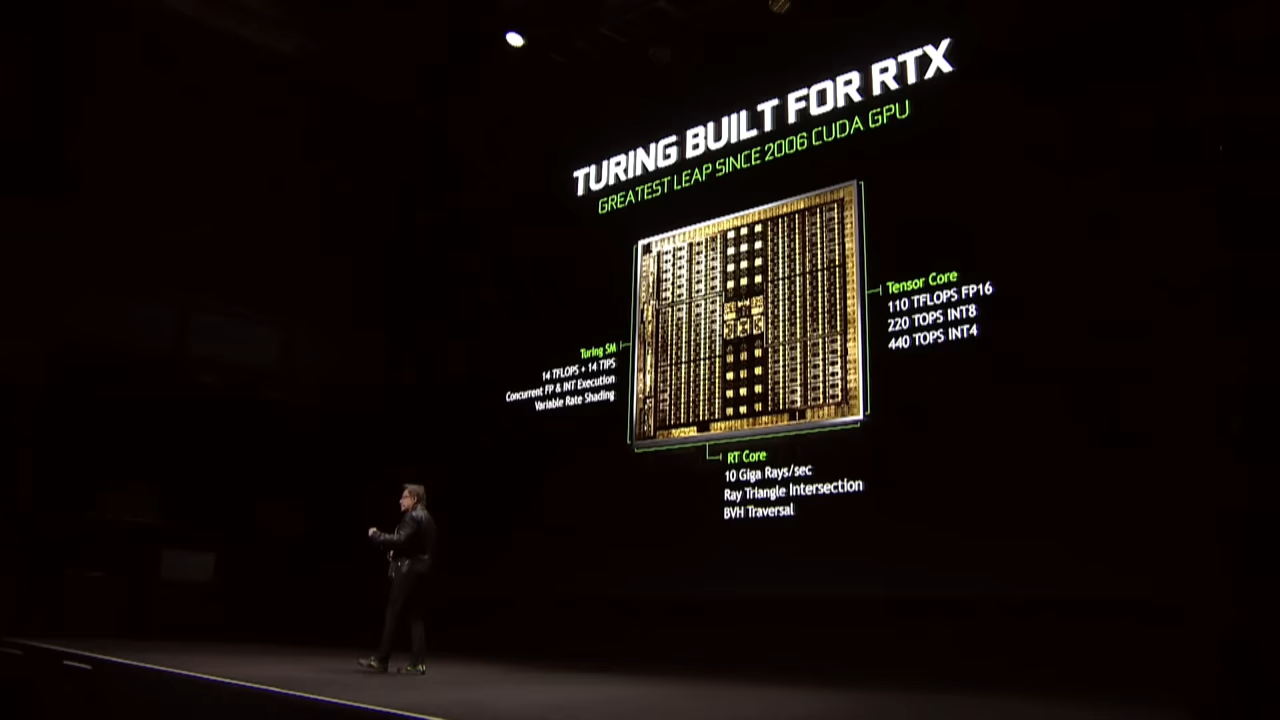 TURING BUILT FOR RTX
GREATEST LEAP SINCE 2006 CUDA GPU
Tensor Core
110 TFLOPS FP16
220 TOPS INT8
440 TOPS INT4
Turing SM
14 TFLOPS + 14 TIPS
Concurrent FP & INT Execution
Variable Rate Shading
RT Core
10 Giga Rays/sec
Ray Triangle Intersection
BVH Traversal